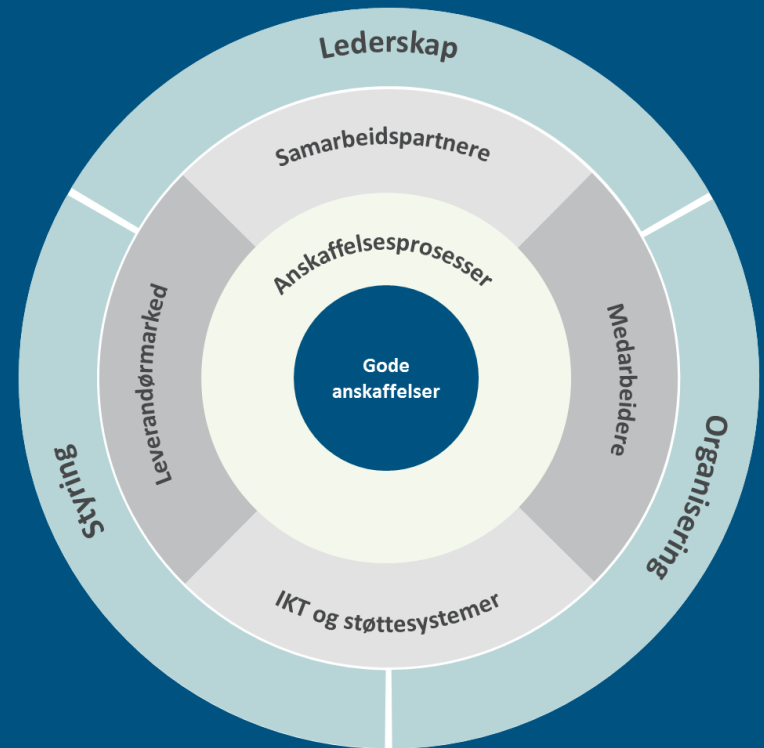 Lederskap
Samarbeidspartnere
Anskaffelsesprosesser
Leverandørmarked
Medarbeidere
Gode
anskaffelser
Styring
Organisering
IKT og støttesystemer